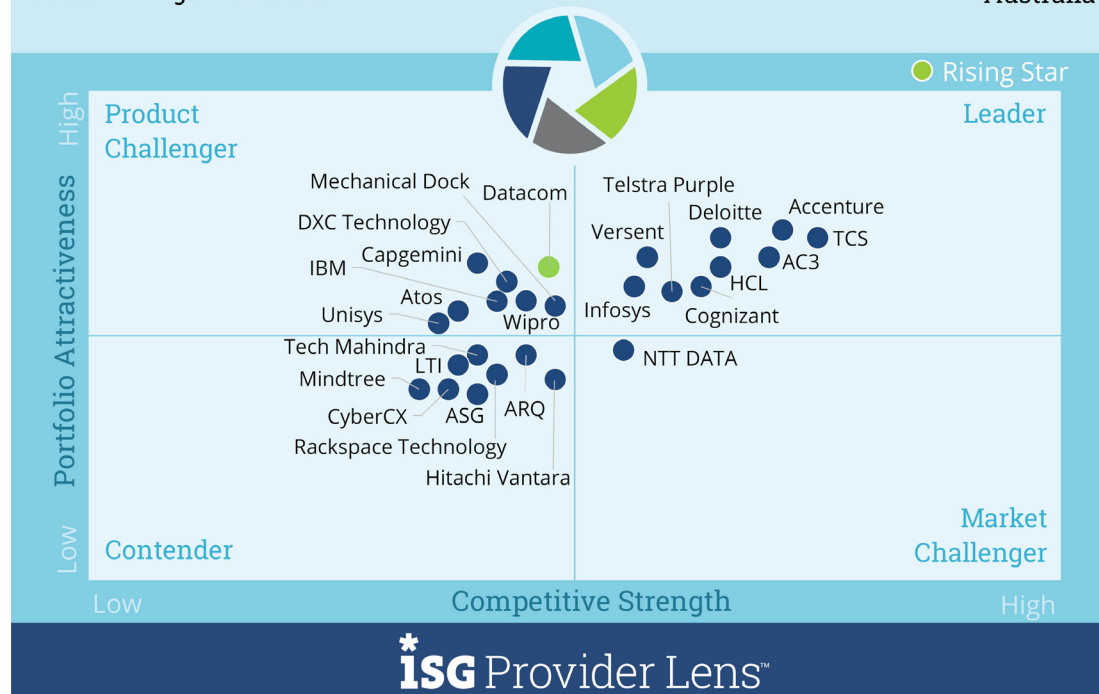 Australia
Rising Star
High
Product
Challenger
Leader
Mechanical Dock
Datacom
Telstra Purple
DXC Technology
Deloitte
Accenture
Capgemini
Versent
TCS
IBM
AC3
Atos
HCL
Unisys
Wipro
Infosys
Cognizant
Portfolio Attractiveness
Tech Mahindra
NTT DATA
LTI
Mindtree
CyberCX
ASG
ARQ
Rackspace Technology
Hitachi Vantara
Low
Contender
Market
Challenger
Low
Competitive Strength
High
ISG Provider Lens™